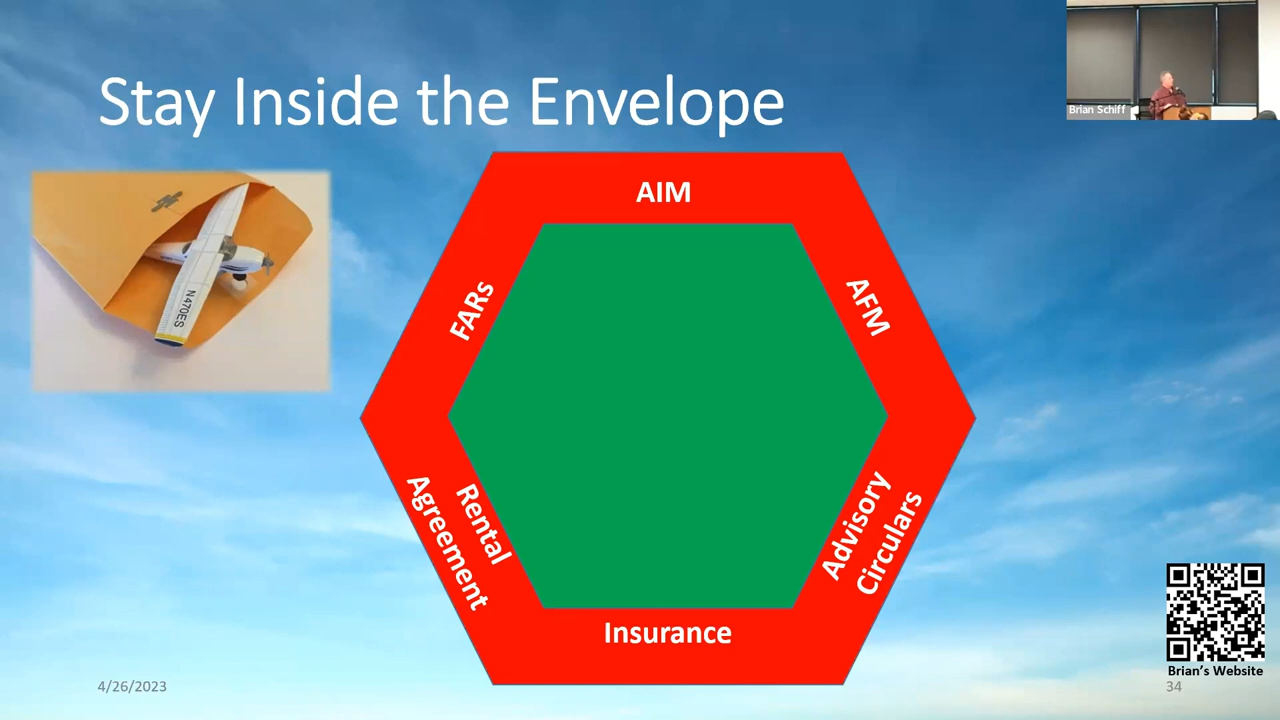 Stay Inside the Envelope
Brian Schiff
N470ES
AIM
FARs
AFM
Rental
Agreement
Advisory
Circulars
Insurance
Brian's Website
4/26/2023
34